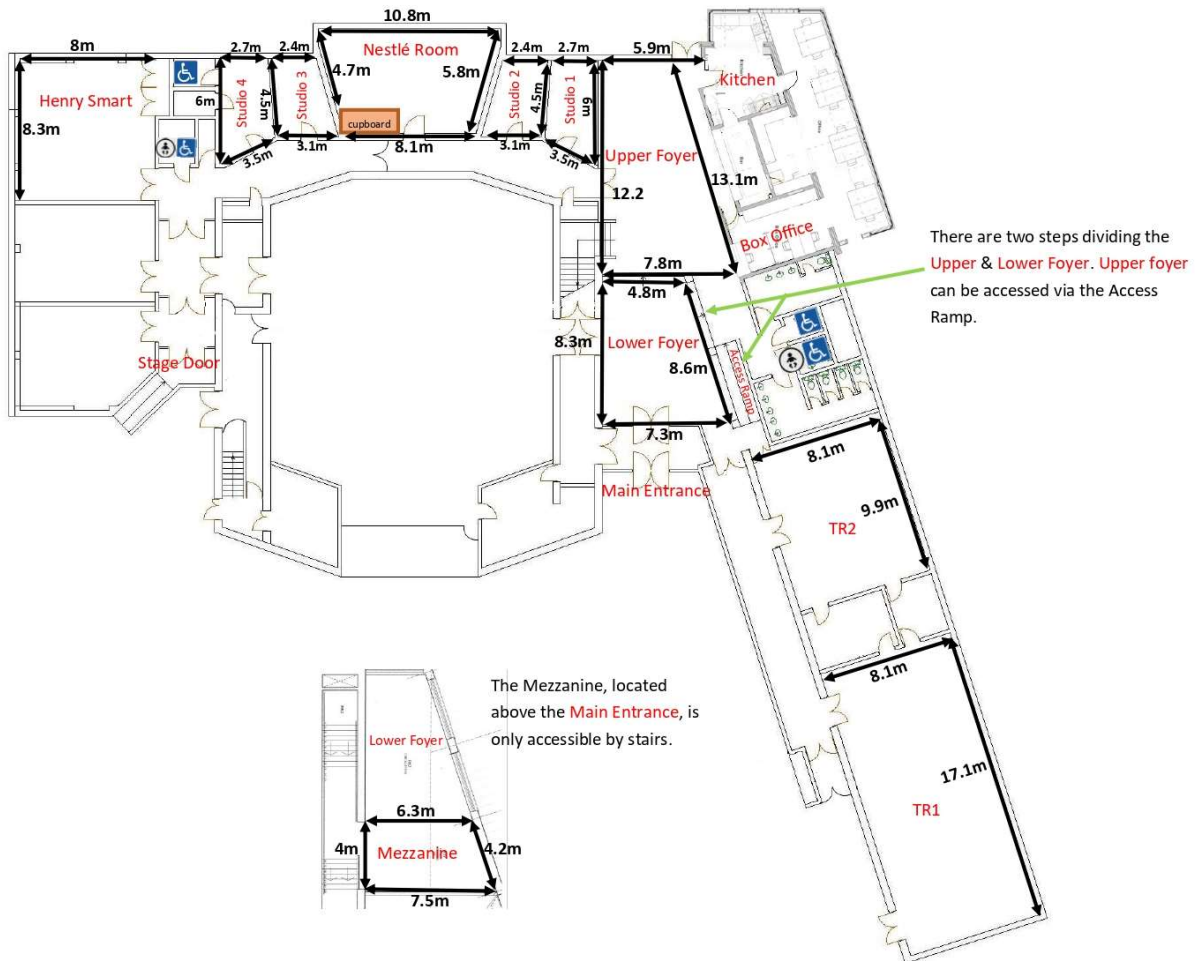 10.8m
8m
2.7m
2.4m
Nestlé Room
2.4m
2.7m
5.9m
Henry Smart
8.3m
6m
Studio 4
4.5m
Studio 3
4.7m
5.8m
Studio 2
4.5m
Studio 1
6m
Kitchen
cupboard
3.5m
3.1m
8.1m
3.1m
3.5m
Upper Foyer
12.2
13.1m
Box Office
There are two steps dividing the
Upper & Lower Foyer. Upper foyer
can be accessed via the Access
Ramp.
7.8m
4.8m
8.3m
Lower Foyer
8.6m
Access Ramp
Stage Door
7.3m
8.1m
Main Entrance
9.9m
TR2
8.1m
17.1m
TR1
The Mezzanine, located
above the Main Entrance, is
only accessible by stairs.
Lower Foyer
6.3m
4m
Mezzanine
4.2m
7.5m